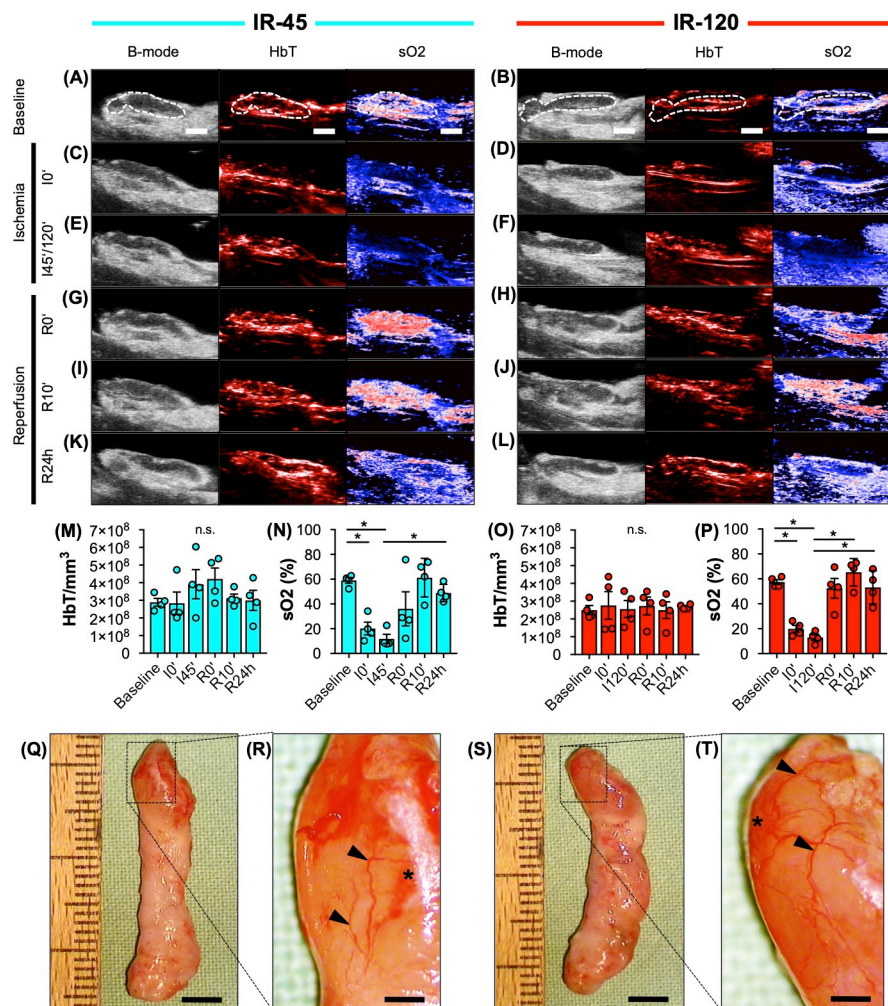 IR-45
IR-120
B-mode HbT sO2
B-mode HbT sO2
Baseline
(A)
(B)
Ischemia
I0'
(C)
(D)
I45'/120'
(E)
(F)
Reperfusion
R0'
(G)
(H)
R10'
(I)
(J)
R24h
(K)
(L)
(M)
HbT/mm³
7×10⁸
6×10⁸
5×10⁸
4×10⁸
3×10⁸
2×10⁸
1×10⁸
0
n.s.
Baseline I0' I45' R0' R10' R24h
(N)
sO2 (%)
100
80
60
40
20
0
* * *
Baseline I0' I45' R0' R10' R24h
(O)
HbT/mm³
7×10⁸
6×10⁸
5×10⁸
4×10⁸
3×10⁸
2×10⁸
1×10⁸
0
n.s.
Baseline I0' I120' R0' R10' R24h
(P)
sO2 (%)
100
80
60
40
20
0
* * * *
Baseline I0' I120' R0' R10' R24h
(Q)
(R)
*
(S)
(T)
*